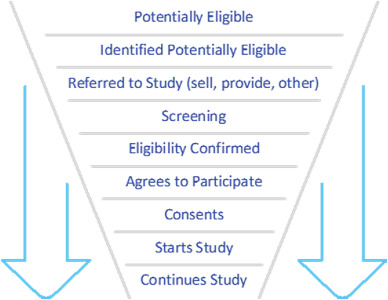 Potentially Eligible
Identified Potentially Eligible
Referred to Study (sell, provide, other)
Screening
Eligibility Confirmed
Agrees to Participate
Consents
Starts Study
Continues Study